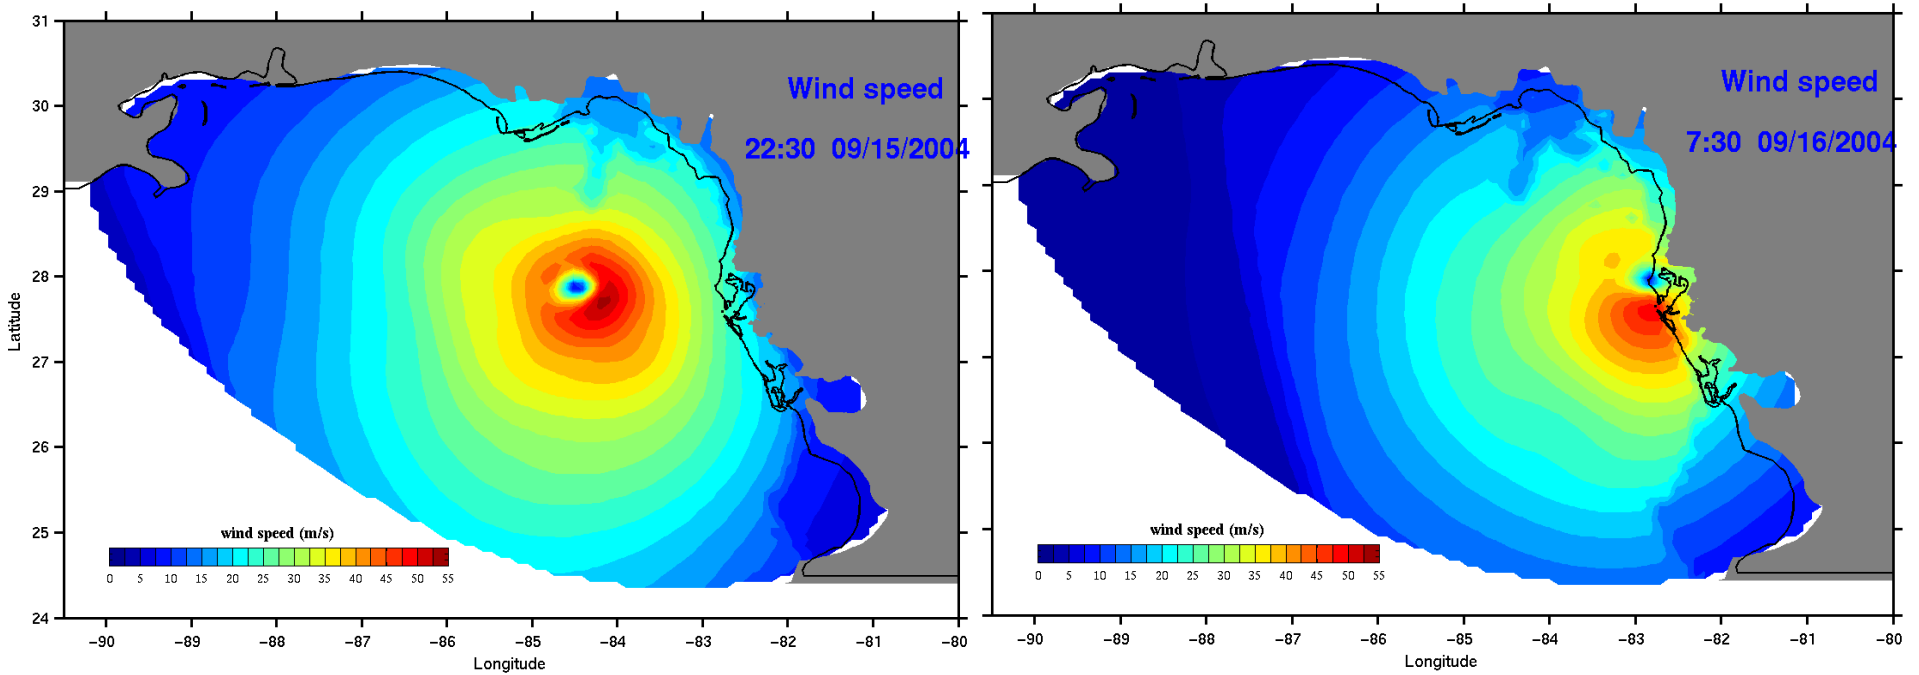 31
30
29
28
27
26
25
24
Latitude
Wind speed
22:30 09/15/2004
wind speed (m/s)
0 5 10 15 20 25 30 35 40 45 50 55
−90 −89 −88 −87 −86 −85 −84 −83 −82 −81 −80
Longitude
Wind speed
7:30 09/16/2004
wind speed (m/s)
0 5 10 15 20 25 30 35 40 45 50 55
−90 −89 −88 −87 −86 −85 −84 −83 −82 −81 −80
Longitude